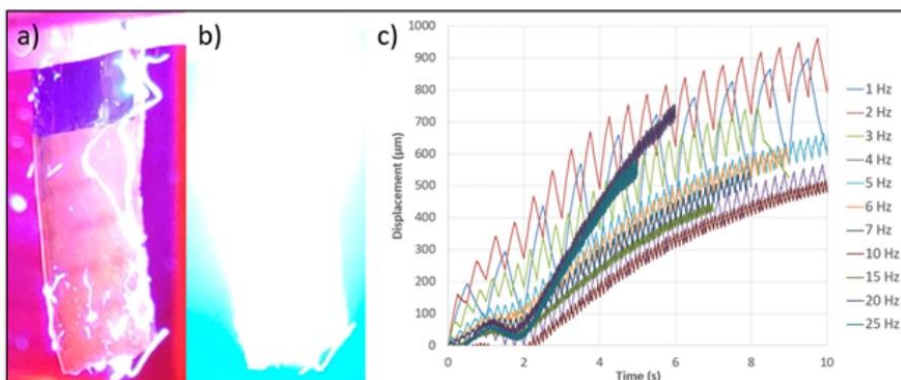 a)
b)
c)
Displacement (µm)
1000
900
800
700
600
500
400
300
200
100
0
0
2
4
6
8
10
Time (s)
1 Hz
2 Hz
3 Hz
4 Hz
5 Hz
6 Hz
7 Hz
10 Hz
15 Hz
20 Hz
25 Hz